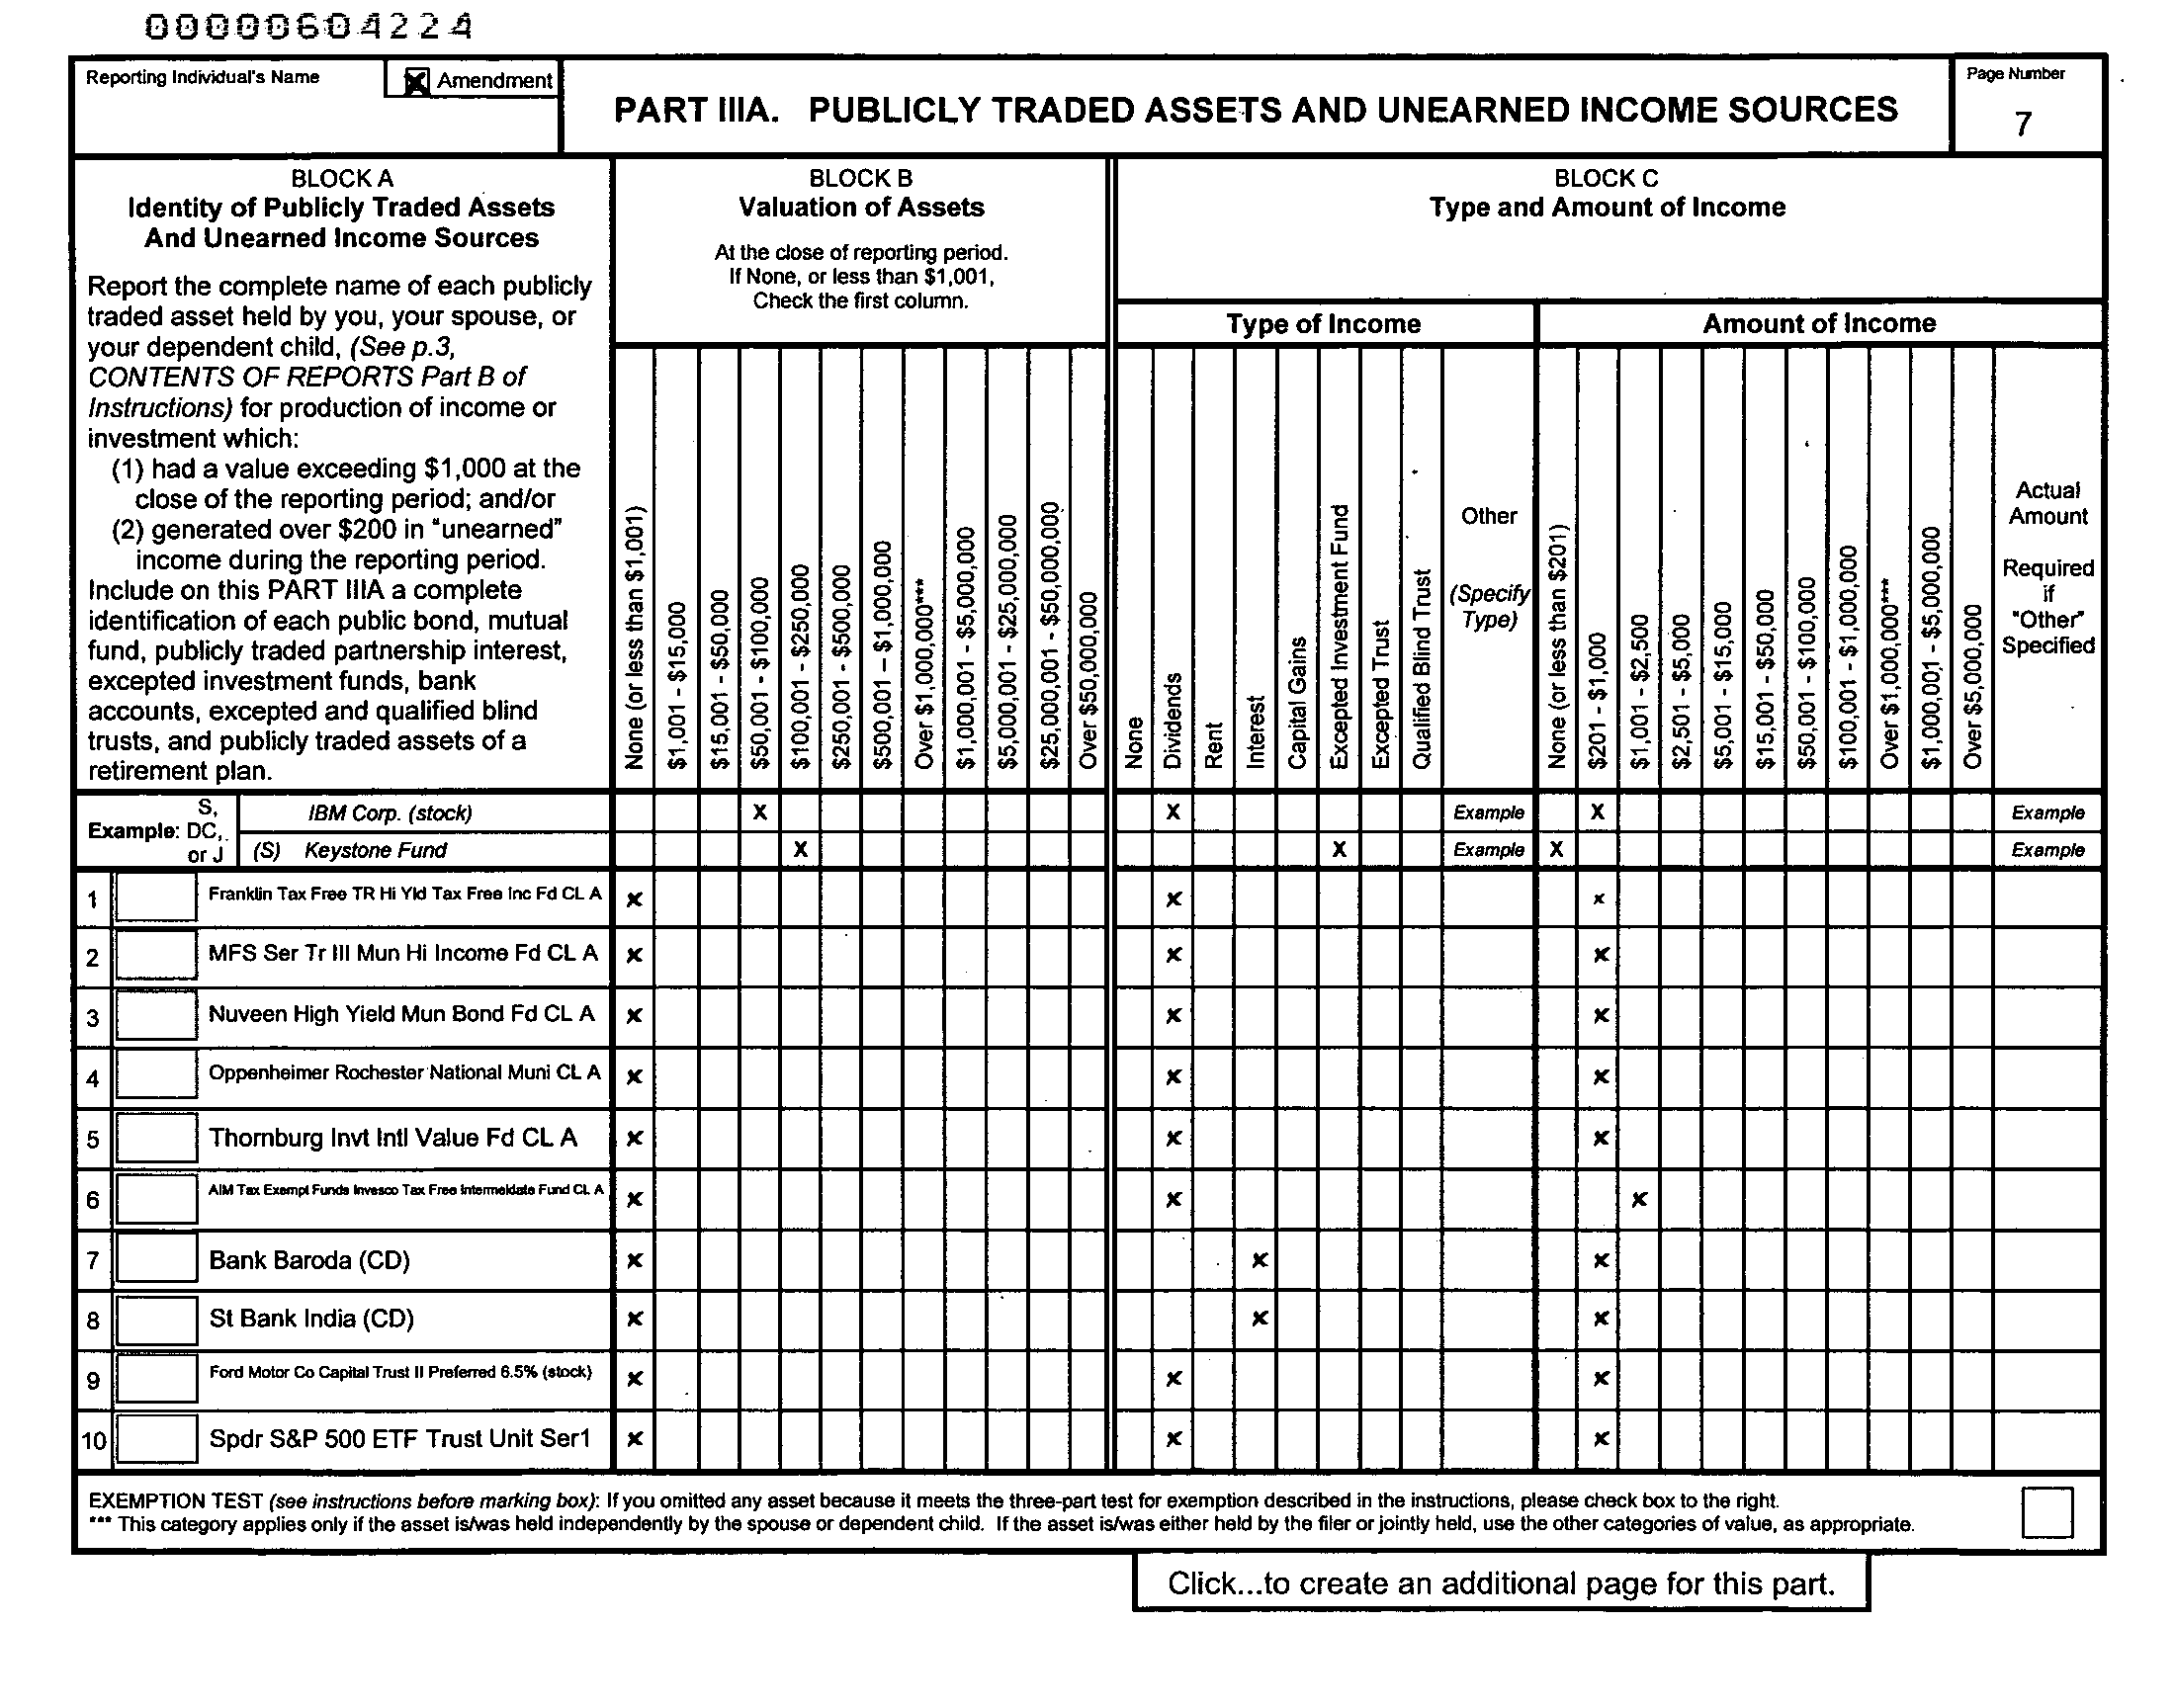 00000604224
Reporting Individual's Name
Amendment
PART IIIA. PUBLICLY TRADED ASSETS AND UNEARNED INCOME SOURCES
Page Number
7
BLOCK A
Identity of Publicly Traded Assets
And Unearned Income Sources
Report the complete name of each publicly
traded asset held by you, your spouse, or
your dependent child, (See p.3,
CONTENTS OF REPORTS Part B of
Instructions) for production of income or
investment which:
(1) had a value exceeding $1,000 at the
close of the reporting period; and/or
(2) generated over $200 in "unearned"
income during the reporting period.
Include on this PART IIIA a complete
identification of each public bond, mutual
fund, publicly traded partnership interest,
excepted investment funds, bank
accounts, excepted and qualified blind
trusts, and publicly traded assets of a
retirement plan.
BLOCK B
Valuation of Assets
At the close of reporting period.
If None, or less than $1,001,
Check the first column.
None (or less than $1,001)
$1,001 - $15,000
$15,001 - $50,000
$50,001 - $100,000
$100,001 - $250,000
$250,001 - $500,000
$500,001 – $1,000,000
Over $1,000,000***
$1,000,001 - $5,000,000
$5,000,001 - $25,000,000
$25,000,001 - $50,000,000
Over $50,000,000
BLOCK C
Type and Amount of Income
Type of Income
None
Dividends
Rent
Interest
Capital Gains
Excepted Investment Fund
Excepted Trust
Qualified Blind Trust
Other
(Specify
Type)
Amount of Income
None (or less than $201)
$201 - $1,000
$1,001 - $2,500
$2,501 - $5,000
$5,001 - $15,000
$15,001 - $50,000
$50,001 - $100,000
$100,001 - $1,000,000
Over $1,000,000***
$1,000,001 - $5,000,000
Over $5,000,000
Actual
Amount
Required
if
"Other"
Specified
Example: S, DC, or J
IBM Corp. (stock) X X Example X Example
(S) Keystone Fund X X Example X Example
1 Franklin Tax Free TR Hi Yld Tax Free Inc Fd CL A x x x
2 MFS Ser Tr III Mun Hi Income Fd CL A x x x
3 Nuveen High Yield Mun Bond Fd CL A x x x
4 Oppenheimer Rochester National Muni CL A x x x
5 Thornburg Invt Intl Value Fd CL A x x x
6 AIM Tax Exempt Funds Invesco Tax Free Intermeldate Fund CL A x x x
7 Bank Baroda (CD) x x x
8 St Bank India (CD) x x x
9 Ford Motor Co Capital Trust II Preferred 6.5% (stock) x x x
10 Spdr S&P 500 ETF Trust Unit Ser1 x x x
EXEMPTION TEST (see instructions before marking box): If you omitted any asset because it meets the three-part test for exemption described in the instructions, please check box to the right.
*** This category applies only if the asset is/was held independently by the spouse or dependent child. If the asset is/was either held by the filer or jointly held, use the other categories of value, as appropriate.
Click...to create an additional page for this part.